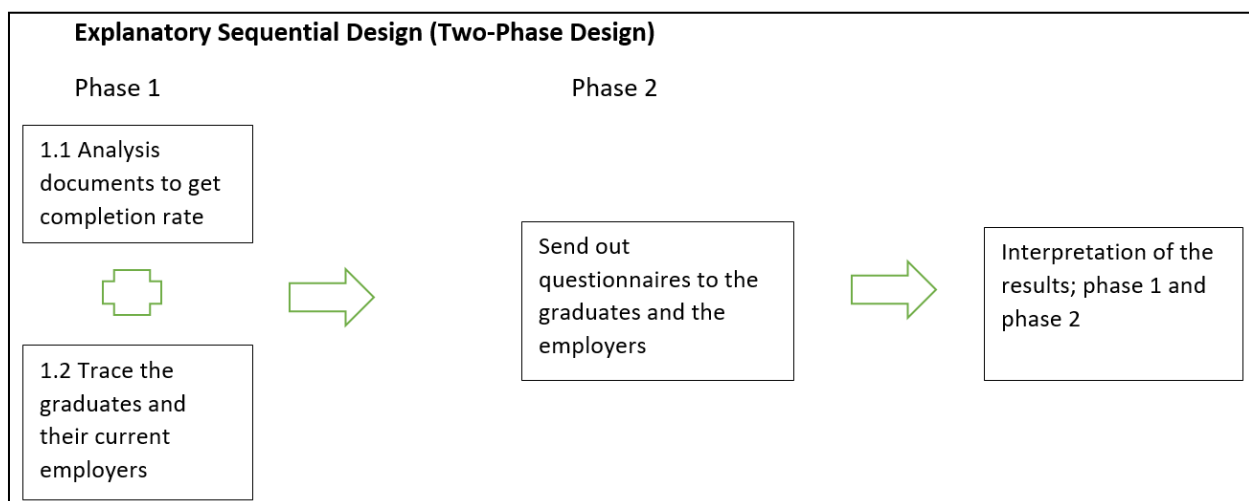 Explanatory Sequential Design (Two-Phase Design)
Phase 1
Phase 2
1.1 Analysis
documents to get
completion rate
1.2 Trace the
graduates and
their current
employers
Send out
questionnaires to the
graduates and the
employers
Interpretation of the
results; phase 1 and
phase 2